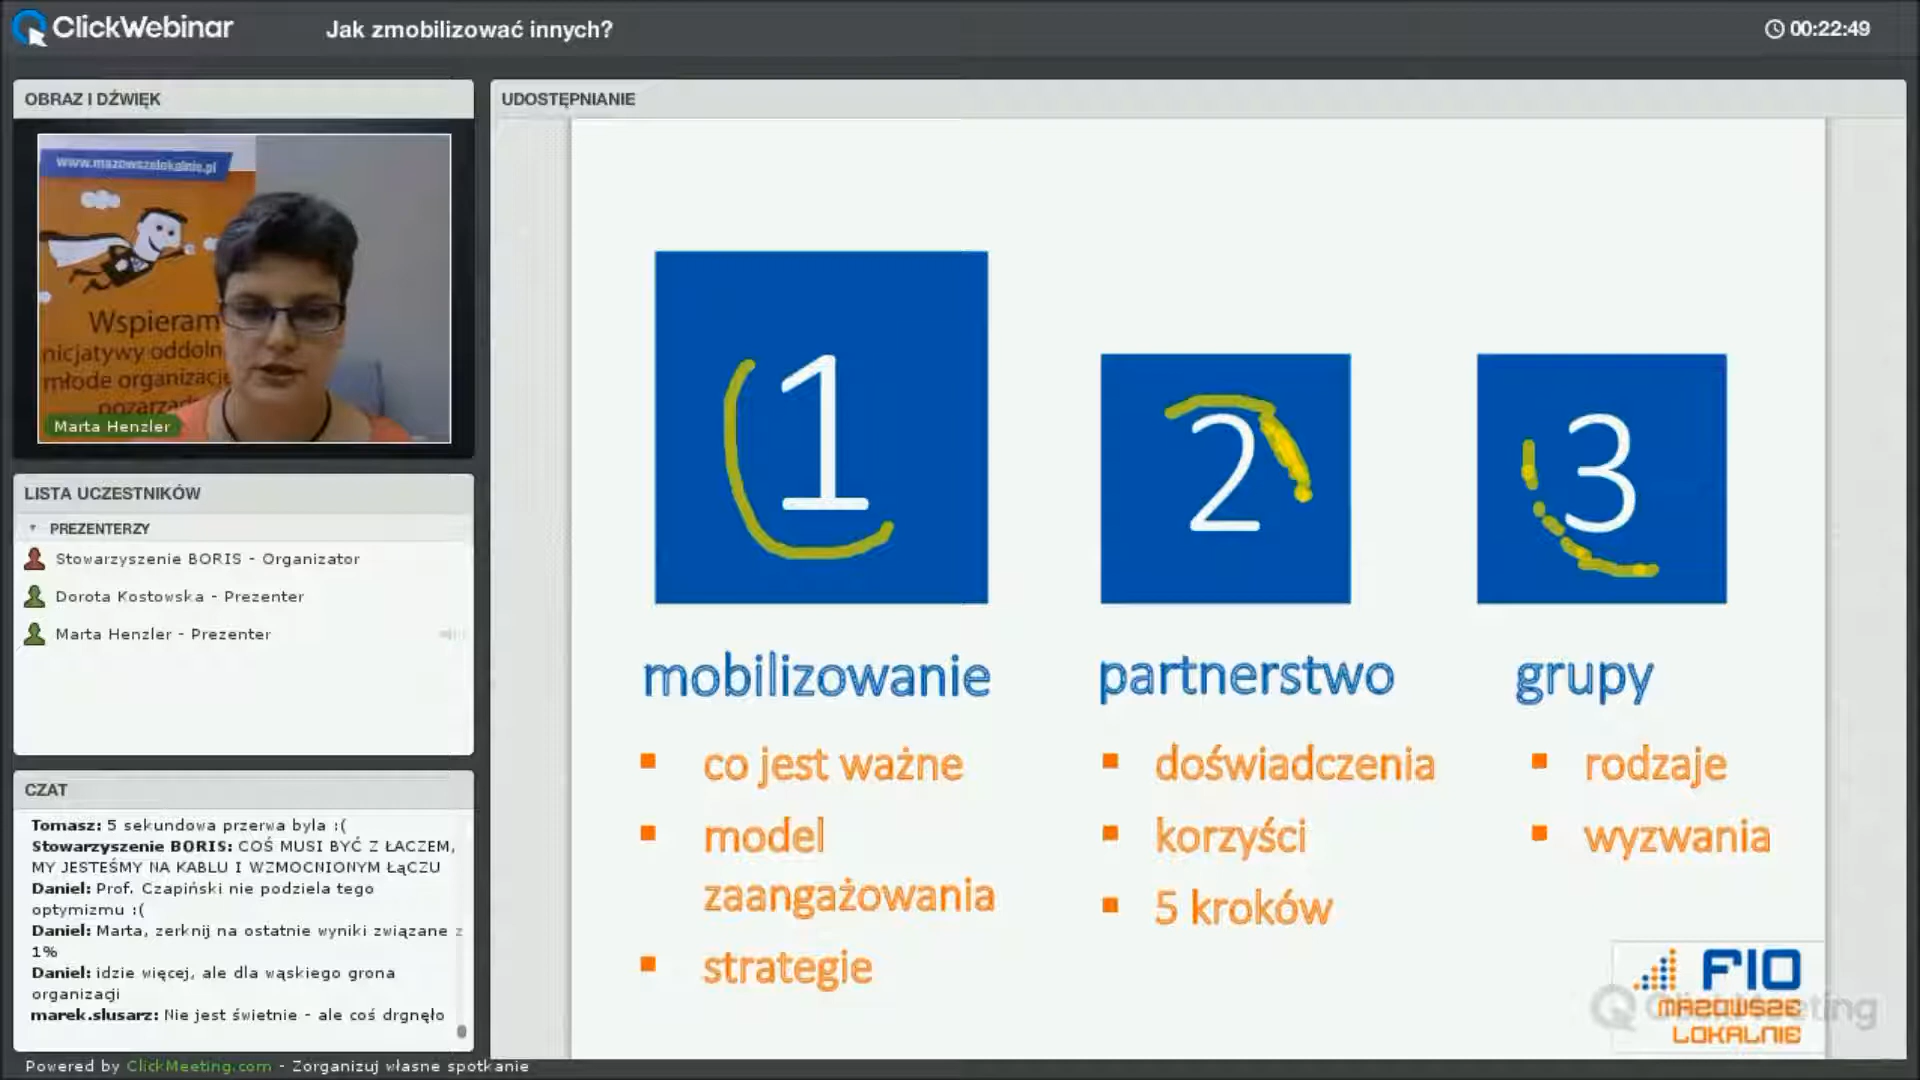 ClickWebinar
Jak zmobilizować innych?
00:22:49
OBRAZ I DŹWIĘK
www.mazowszelokalnie.pl
Wspieram
nicjatywy oddoln
młode organizacje
pozarzad
Marta Henzler
LISTA UCZESTNIKÓW
PREZENTERZY
Stowarzyszenie BORIS - Organizator
Dorota Kostowska - Prezenter
Marta Henzler - Prezenter
CZAT
Tomasz: 5 sekundowa przerwa byla :(
Stowarzyszenie BORIS: COŚ MUSI BYĆ Z ŁACZEM,
MY JESTEŚMY NA KABLU I WZMOCNIONYM ŁąCZU
Daniel: Prof. Czapiński nie podziela tego
optymizmu :(
Daniel: Marta, zerknij na ostatnie wyniki związane z
1%
Daniel: idzie więcej, ale dla wąskiego grona
organizacji
marek.slusarz: Nie jest świetnie - ale coś drgnęło
UDOSTĘPNIANIE
1
mobilizowanie
co jest ważne
model
zaangażowania
strategie
2
partnerstwo
doświadczenia
korzyści
5 kroków
3
grupy
rodzaje
wyzwania
FIO
MAZOWSZE
LOKALNIE
ClickMeeting
Powered by ClickMeeting.com - Zorganizuj własne spotkanie